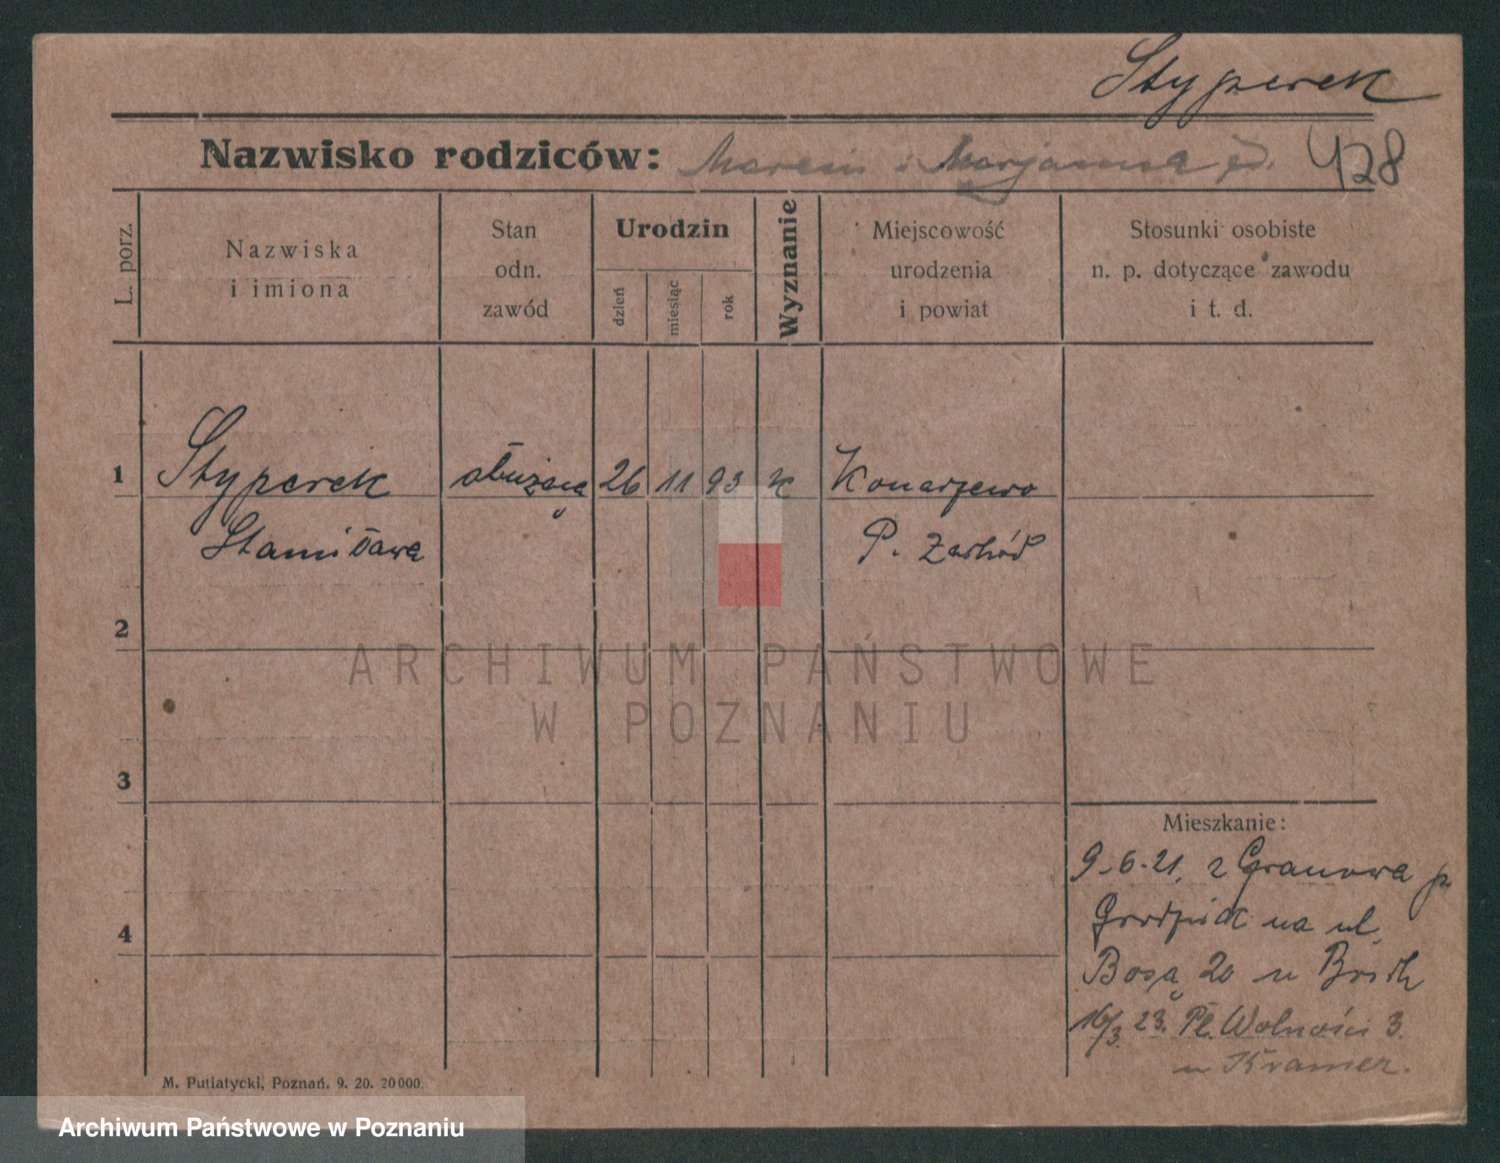 Styperek
Nazwisko rodziców: Marcin i Marjanna 428
L. porz.
Nazwiska
i imiona
Stan
odn.
zawód
Urodzin
dzień
miesiąc
rok
Wyznanie
Miejscowość
urodzenia
i powiat
Stosunki osobiste
n. p. dotyczące zawodu
i t. d.
1 Styperek służąca 26 11 93 k Konarzewo
Stanisława P. Zachód
2
ARCHIWUM PAŃSTWOWE
W POZNANIU
3
Mieszkanie:
9-6-21, z Granowa p.
4 Grodzisk na ul.
Bosą 20 u
16/3. 23. Pl. Wolności 3.
u Kramer.
M. Putiatycki, Poznań. 9. 20. 20000.
Archiwum Państwowe w Poznaniu